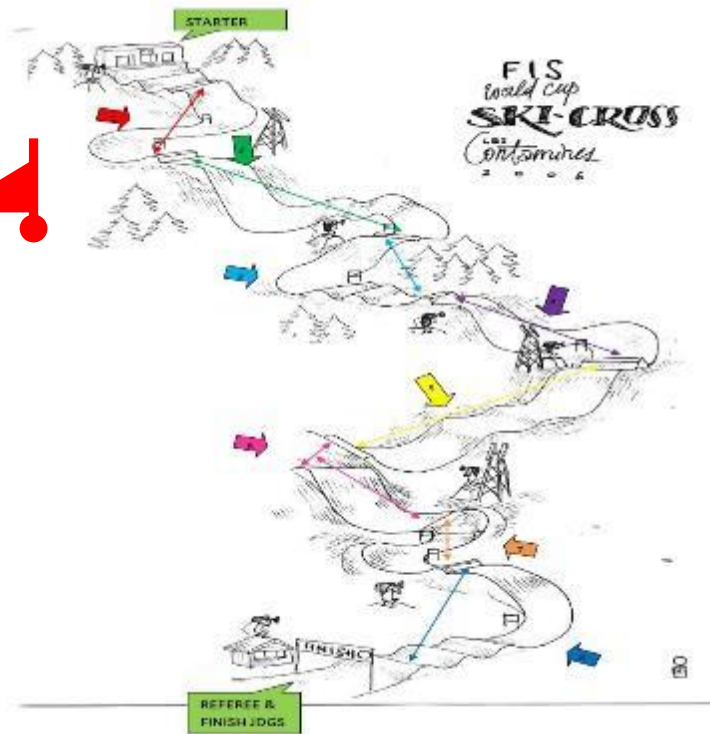 STARTER
FIS
World Cup
SKI-CROSS
LES
Contamines
2006
FINISH
REFEREE &
FINISH JDGS